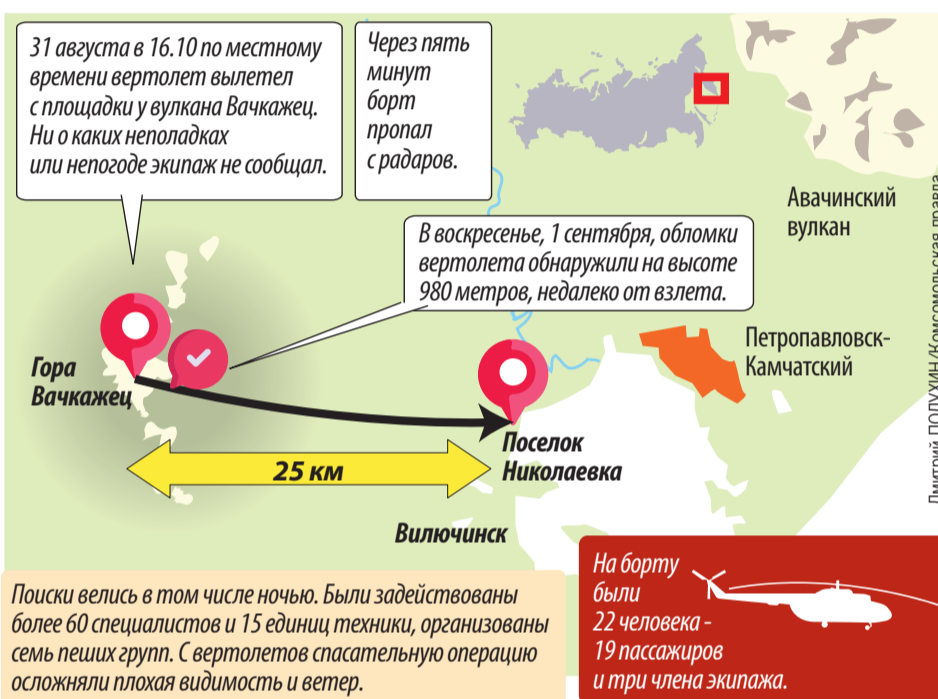 31 августа в 16.10 по местному
времени вертолет вылетел
с площадки у вулкана Вачкажец.
Ни о каких неполадках
или непогоде экипаж не сообщал.
Через пять
минут
борт
пропал
с радаров.
Авачинский
вулкан
В воскресенье, 1 сентября, обломки
вертолета обнаружили на высоте
980 метров, недалеко от взлета.
Петропавловск-
Камчатский
Гора
Вачкажец
Поселок
Николаевка
25 км
Вилючинск
Дмитрий ПОЛУХИН/Комсомольская правда
На борту
были
22 человека -
19 пассажиров
и три члена экипажа.
Поиски велись в том числе ночью. Были задействованы
более 60 специалистов и 15 единиц техники, организованы
семь пеших групп. С вертолетов спасательную операцию
осложняли плохая видимость и ветер.